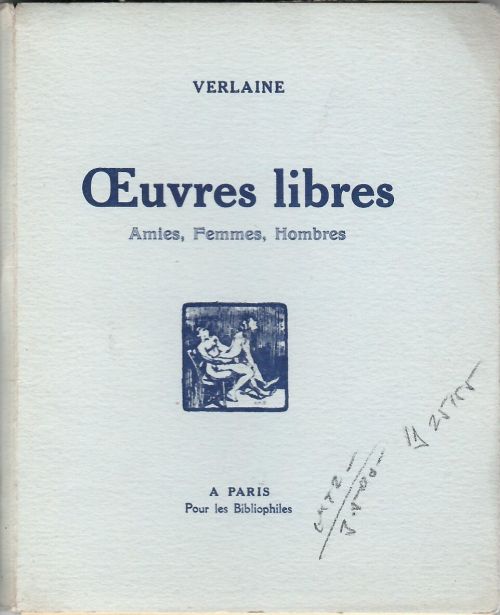 VERLAINE
Œuvres libres
Amies, Femmes, Hombres
A PARIS
Pour les Bibliophiles